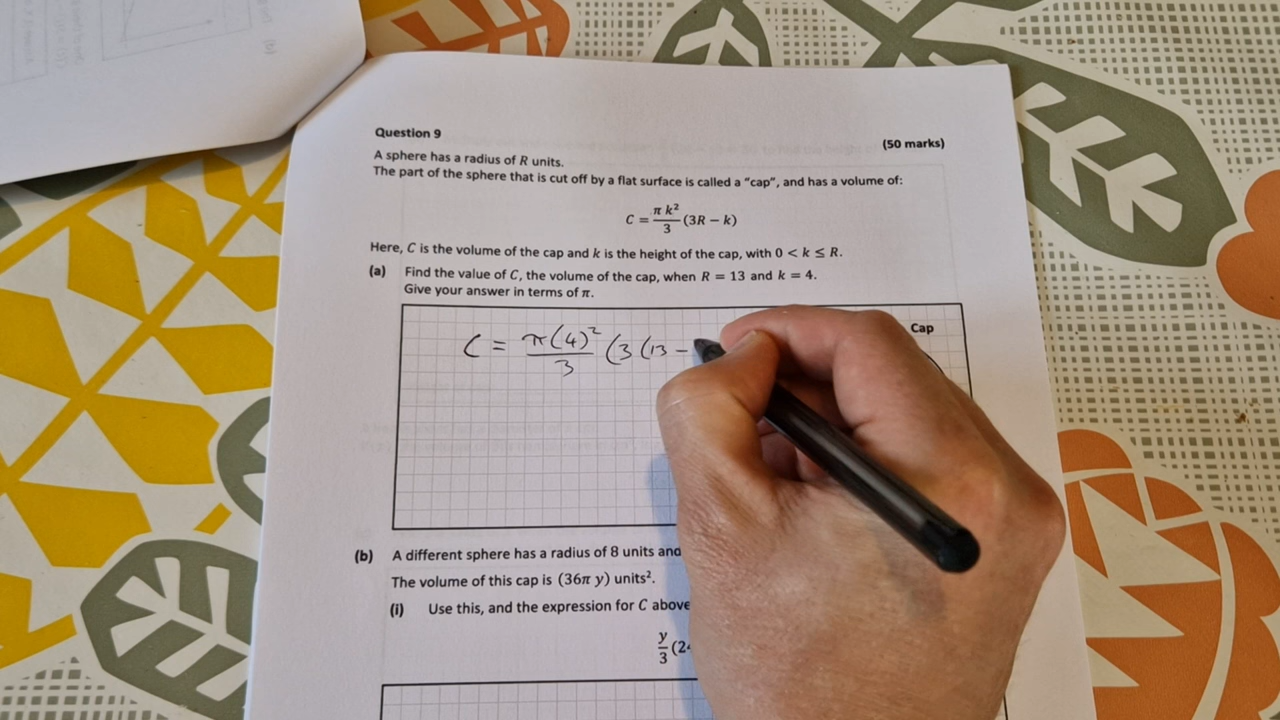 Question 9
(50 marks)
A sphere has a radius of R units.
The part of the sphere that is cut off by a flat surface is called a "cap", and has a volume of:
C = π k²/3 (3R − k)
Here, C is the volume of the cap and k is the height of the cap, with 0 < k ≤ R.
(a) Find the value of C, the volume of the cap, when R = 13 and k = 4.
Give your answer in terms of π.
Cap
C = π(4)²/3 (3(13 −
(b) A different sphere has a radius of 8 units and
The volume of this cap is (36π y) units².
(i) Use this, and the expression for C above
y/3 (2